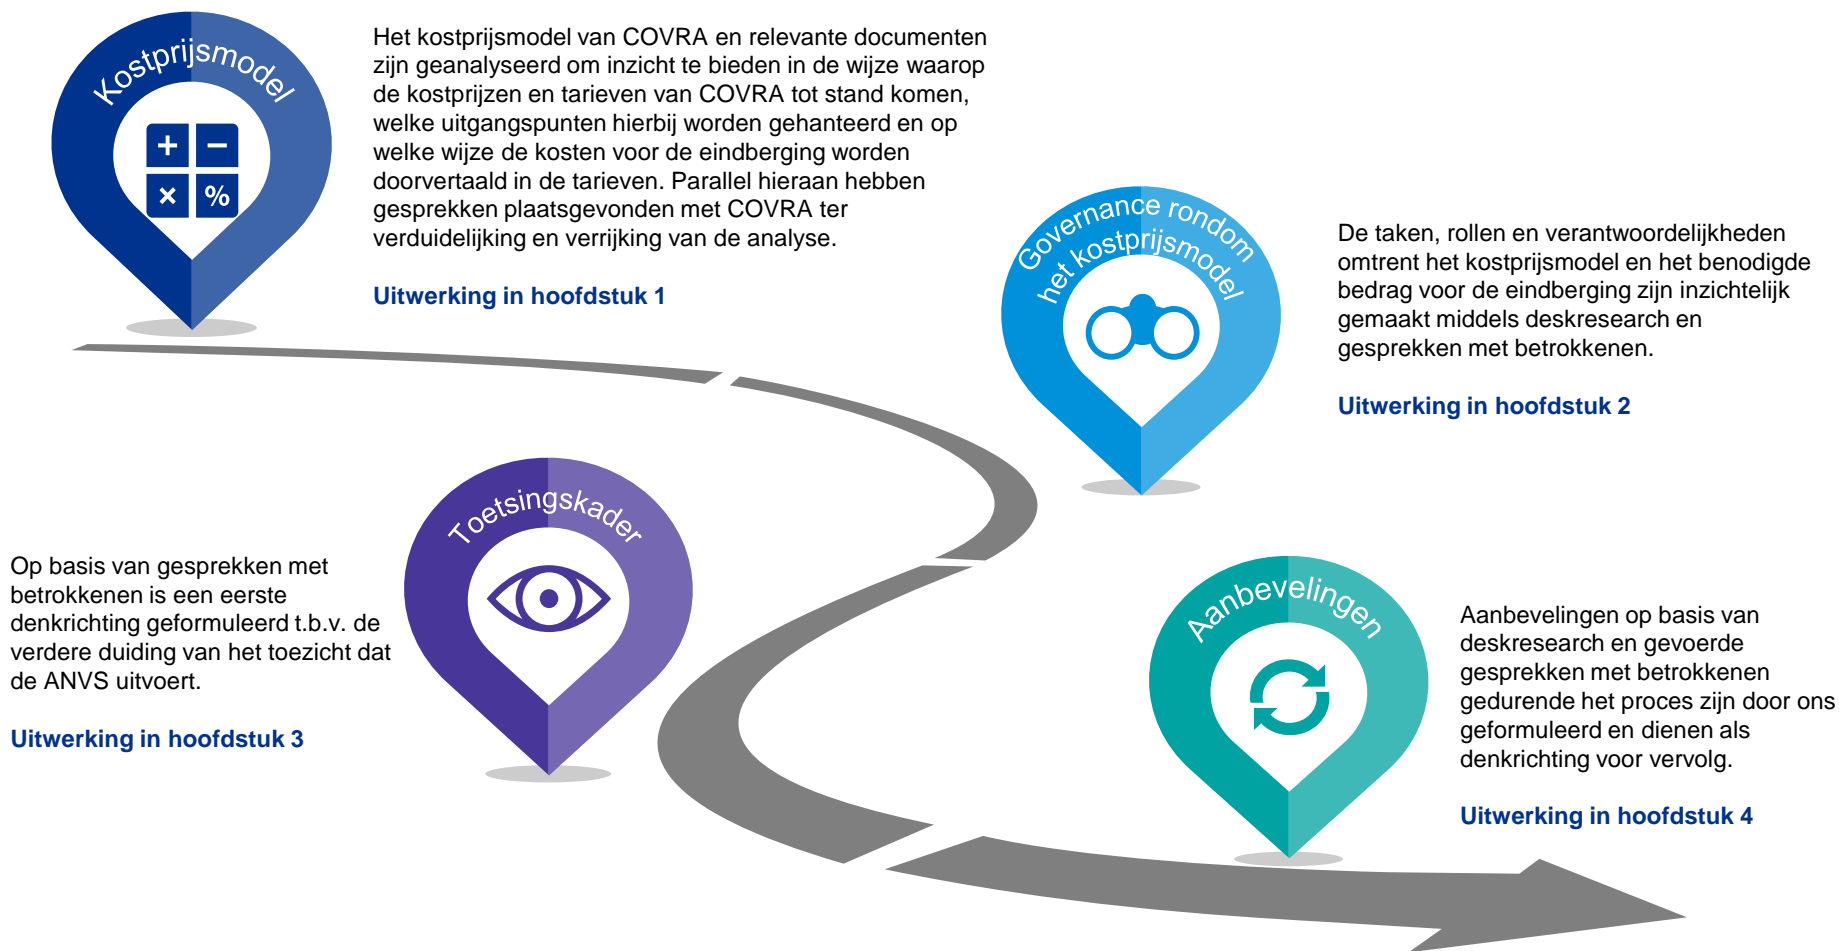 Kostprijsmodel
Het kostprijsmodel van COVRA en relevante documenten
zijn geanalyseerd om inzicht te bieden in de wijze waarop
de kostprijzen en tarieven van COVRA tot stand komen,
welke uitgangspunten hierbij worden gehanteerd en op
welke wijze de kosten voor de eindberging worden
doorvertaald in de tarieven. Parallel hieraan hebben
gesprekken plaatsgevonden met COVRA ter
verduidelijking en verrijking van de analyse.
Uitwerking in hoofdstuk 1
+ −
× %
Governance rondom
het kostprijsmodel
De taken, rollen en verantwoordelijkheden
omtrent het kostprijsmodel en het benodigde
bedrag voor de eindberging zijn inzichtelijk
gemaakt middels deskresearch en
gesprekken met betrokkenen.
Uitwerking in hoofdstuk 2
Toetsingskader
Op basis van gesprekken met
betrokkenen is een eerste
denkrichting geformuleerd t.b.v. de
verdere duiding van het toezicht dat
de ANVS uitvoert.
Uitwerking in hoofdstuk 3
Aanbevelingen
Aanbevelingen op basis van
deskresearch en gevoerde
gesprekken met betrokkenen
gedurende het proces zijn door ons
geformuleerd en dienen als
denkrichting voor vervolg.
Uitwerking in hoofdstuk 4